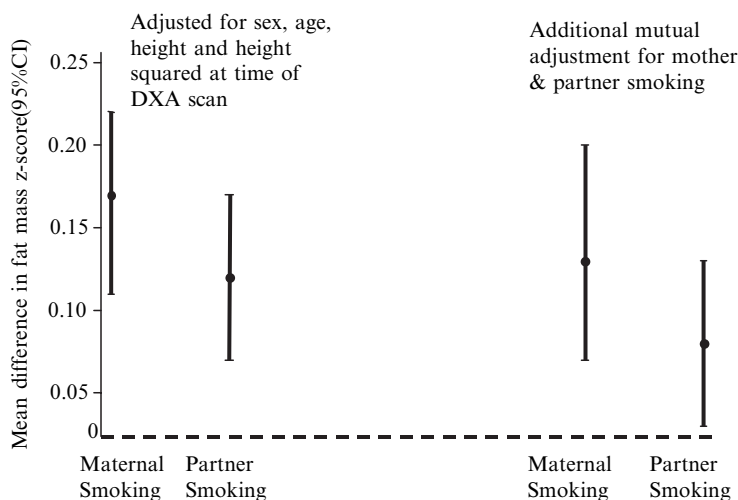 Adjusted for sex, age,
height and height
squared at time of
DXA scan
Additional mutual
adjustment for mother
& partner smoking
Mean difference in fat mass z-score(95%CI)
0.25
0.20
0.15
0.10
0.05
0
Maternal
Smoking
Partner
Smoking
Maternal
Smoking
Partner
Smoking